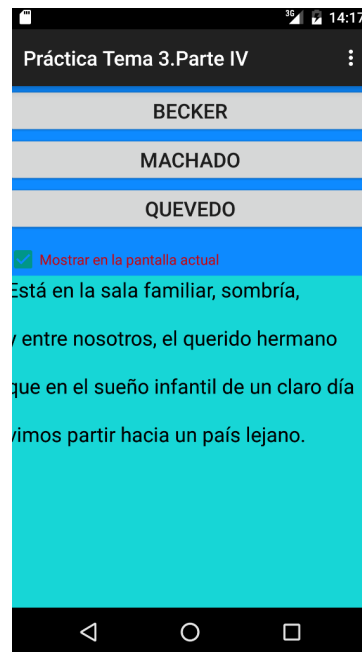 3G 14:17
Práctica Tema 3.Parte IV
BECKER
MACHADO
QUEVEDO
Mostrar en la pantalla actual
Está en la sala familiar, sombría,
y entre nosotros, el querido hermano
que en el sueño infantil de un claro día
vimos partir hacia un país lejano.